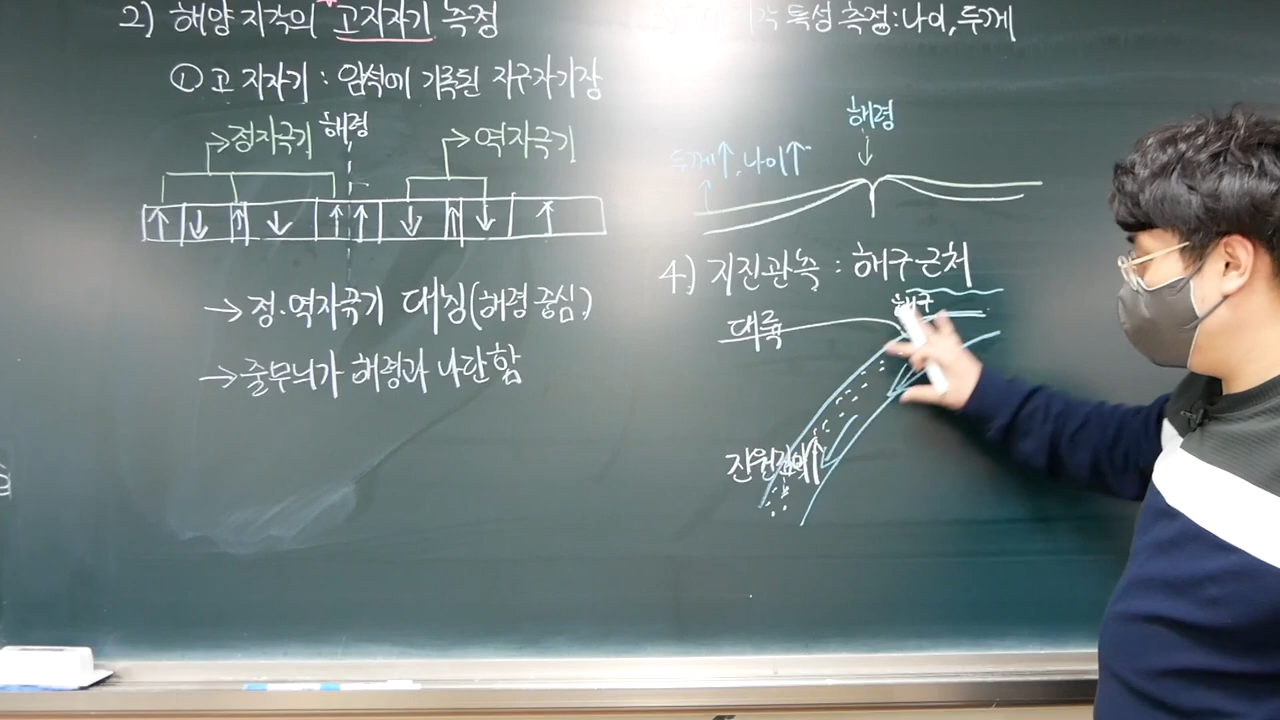 2) 해양 지각의 고지자기 측정
① 고 지자기 : 암석에 기록된 지구자기장
정자극기 해령 역자극기
→ 정·역자극기 대칭(해령 중심)
→ 줄무늬가 해령과 나란함
특성 측정 : 나이, 두께
해령
두께↑, 나이↑
4) 지진관측 : 해구근처
해구
대륙
진원깊이↑